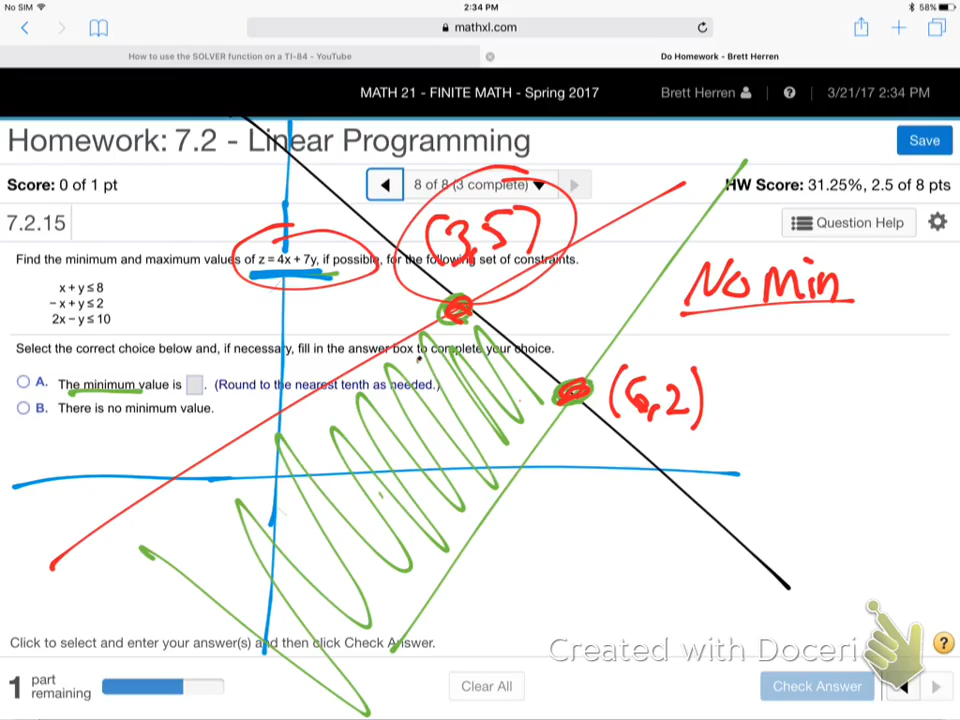 No SIM 2:34 PM 58%
mathxl.com
How to use the SOLVER function on a TI-84 - YouTube Do Homework - Brett Herren
MATH 21 - FINITE MATH - Spring 2017 Brett Herren ? 3/21/17 2:34 PM
Homework: 7.2 - Linear Programming Save
Score: 0 of 1 pt 8 of 8 (3 complete) HW Score: 31.25%, 2.5 of 8 pts
7.2.15 Question Help
(3,5)
Find the minimum and maximum values of z = 4x + 7y, if possible, for the following set of constraints.
No Min
x + y ≤ 8
- x + y ≤ 2
2x - y ≤ 10
Select the correct choice below and, if necessary, fill in the answer box to complete your choice.
A. The minimum value is . (Round to the nearest tenth as needed.)
(6,2)
B. There is no minimum value.
Click to select and enter your answer(s) and then click Check Answer. ?
Created with Doceri
1 part remaining Clear All Check Answer